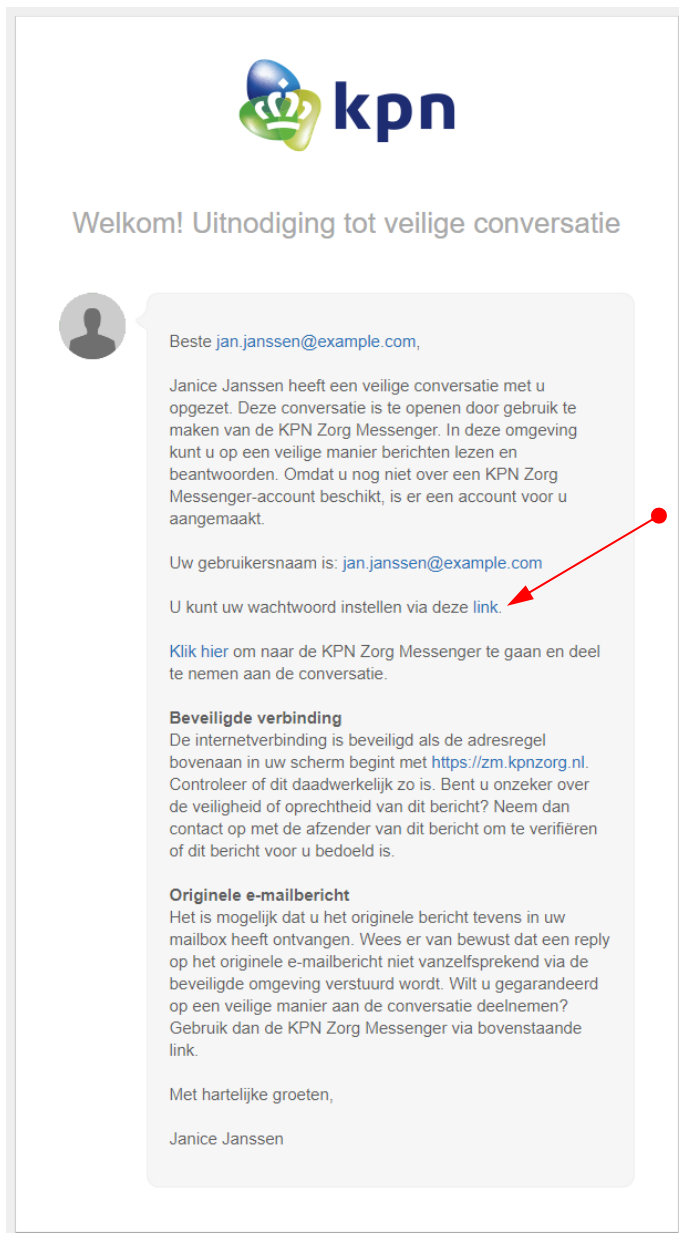 kpn
Welkom! Uitnodiging tot veilige conversatie
Beste jan.janssen@example.com,
Janice Janssen heeft een veilige conversatie met u
opgezet. Deze conversatie is te openen door gebruik te
maken van de KPN Zorg Messenger. In deze omgeving
kunt u op een veilige manier berichten lezen en
beantwoorden. Omdat u nog niet over een KPN Zorg
Messenger-account beschikt, is er een account voor u
aangemaakt.
Uw gebruikersnaam is: jan.janssen@example.com
U kunt uw wachtwoord instellen via deze link.
Klik hier om naar de KPN Zorg Messenger te gaan en deel
te nemen aan de conversatie.
Beveiligde verbinding
De internetverbinding is beveiligd als de adresregel
bovenaan in uw scherm begint met https://zm.kpnzorg.nl.
Controleer of dit daadwerkelijk zo is. Bent u onzeker over
de veiligheid of oprechtheid van dit bericht? Neem dan
contact op met de afzender van dit bericht om te verifiëren
of dit bericht voor u bedoeld is.
Originele e-mailbericht
Het is mogelijk dat u het originele bericht tevens in uw
mailbox heeft ontvangen. Wees er van bewust dat een reply
op het originele e-mailbericht niet vanzelfsprekend via de
beveiligde omgeving verstuurd wordt. Wilt u gegarandeerd
op een veilige manier aan de conversatie deelnemen?
Gebruik dan de KPN Zorg Messenger via bovenstaande
link.
Met hartelijke groeten,
Janice Janssen